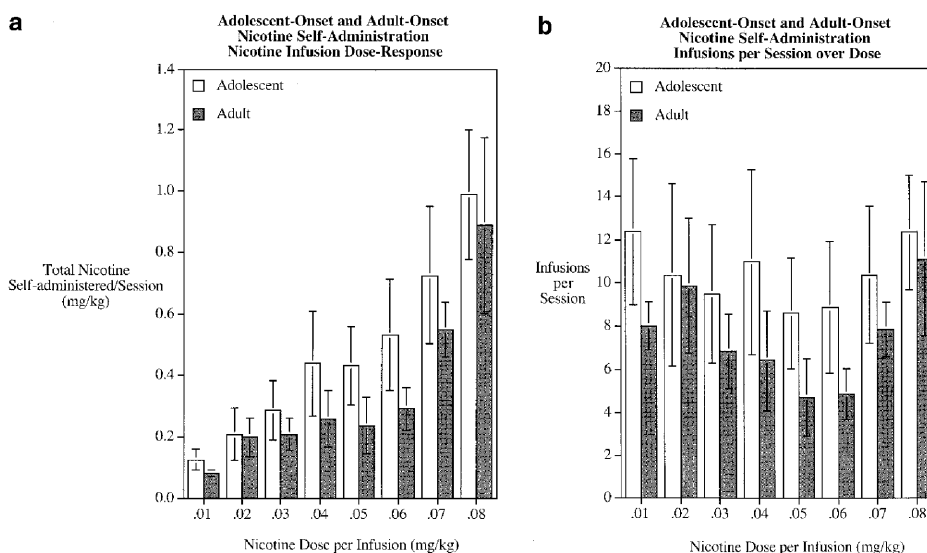 a
Adolescent-Onset and Adult-Onset
Nicotine Self-Administration
Nicotine Infusion Dose-Response
1.4
1.2
1.0
0.8
0.6
0.4
0.2
0.0
Adolescent
Adult
Total Nicotine
Self-administered/Session
(mg/kg)
.01 .02 .03 .04 .05 .06 .07 .08
Nicotine Dose per Infusion (mg/kg)
b
Adolescent-Onset and Adult-Onset
Nicotine Self-Administration
Infusions per Session over Dose
20
18
16
14
12
10
8
6
4
2
0
Adolescent
Adult
Infusions
per
Session
.01 .02 .03 .04 .05 .06 .07 .08
Nicotine Dose per Infusion (mg/kg)